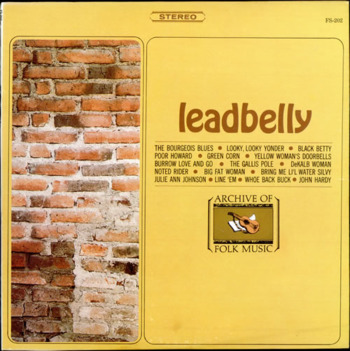 STEREO
FS-202
leadbelly
THE BOURGEOIS BLUES • LOOKY, LOOKY YONDER • BLACK BETTY
POOR HOWARD • GREEN CORN • YELLOW WOMAN'S DOORBELLS
BURROW LOVE AND GO • THE GALLIS POLE • DeKALB WOMAN
NOTED RIDER • BIG FAT WOMAN • BRING ME LI'L WATER SILVY
JULIE ANN JOHNSON • LINE 'EM • WHOE BACK BUCK • JOHN HARDY
ARCHIVE OF
FOLK MUSIC